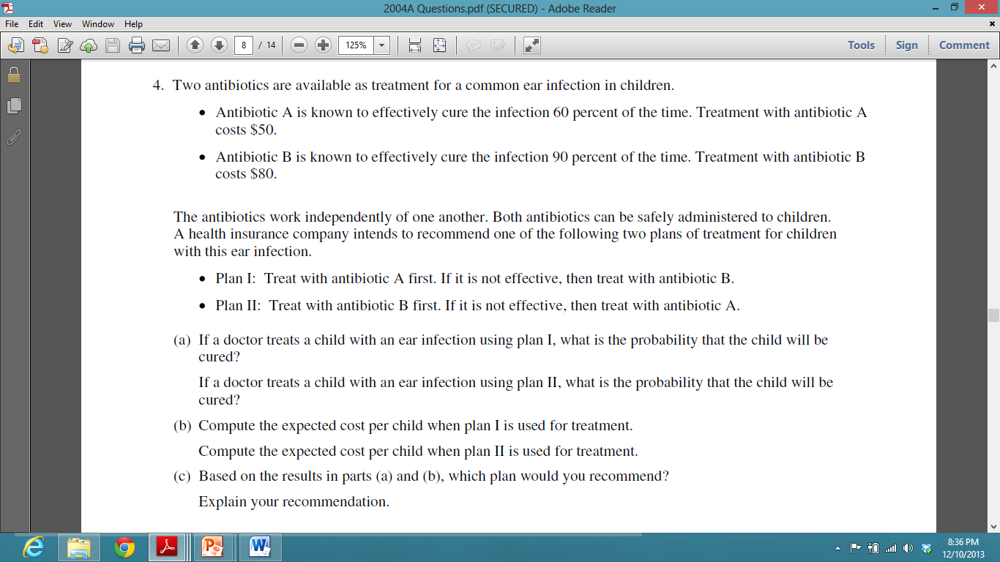 2004A Questions.pdf (SECURED) - Adobe Reader
File Edit View Window Help
8 / 14 125% Tools Sign Comment
4. Two antibiotics are available as treatment for a common ear infection in children.
• Antibiotic A is known to effectively cure the infection 60 percent of the time. Treatment with antibiotic A
costs $50.
• Antibiotic B is known to effectively cure the infection 90 percent of the time. Treatment with antibiotic B
costs $80.
The antibiotics work independently of one another. Both antibiotics can be safely administered to children.
A health insurance company intends to recommend one of the following two plans of treatment for children
with this ear infection.
• Plan I: Treat with antibiotic A first. If it is not effective, then treat with antibiotic B.
• Plan II: Treat with antibiotic B first. If it is not effective, then treat with antibiotic A.
(a) If a doctor treats a child with an ear infection using plan I, what is the probability that the child will be
cured?
If a doctor treats a child with an ear infection using plan II, what is the probability that the child will be
cured?
(b) Compute the expected cost per child when plan I is used for treatment.
Compute the expected cost per child when plan II is used for treatment.
(c) Based on the results in parts (a) and (b), which plan would you recommend?
Explain your recommendation.
8:36 PM
12/10/2013